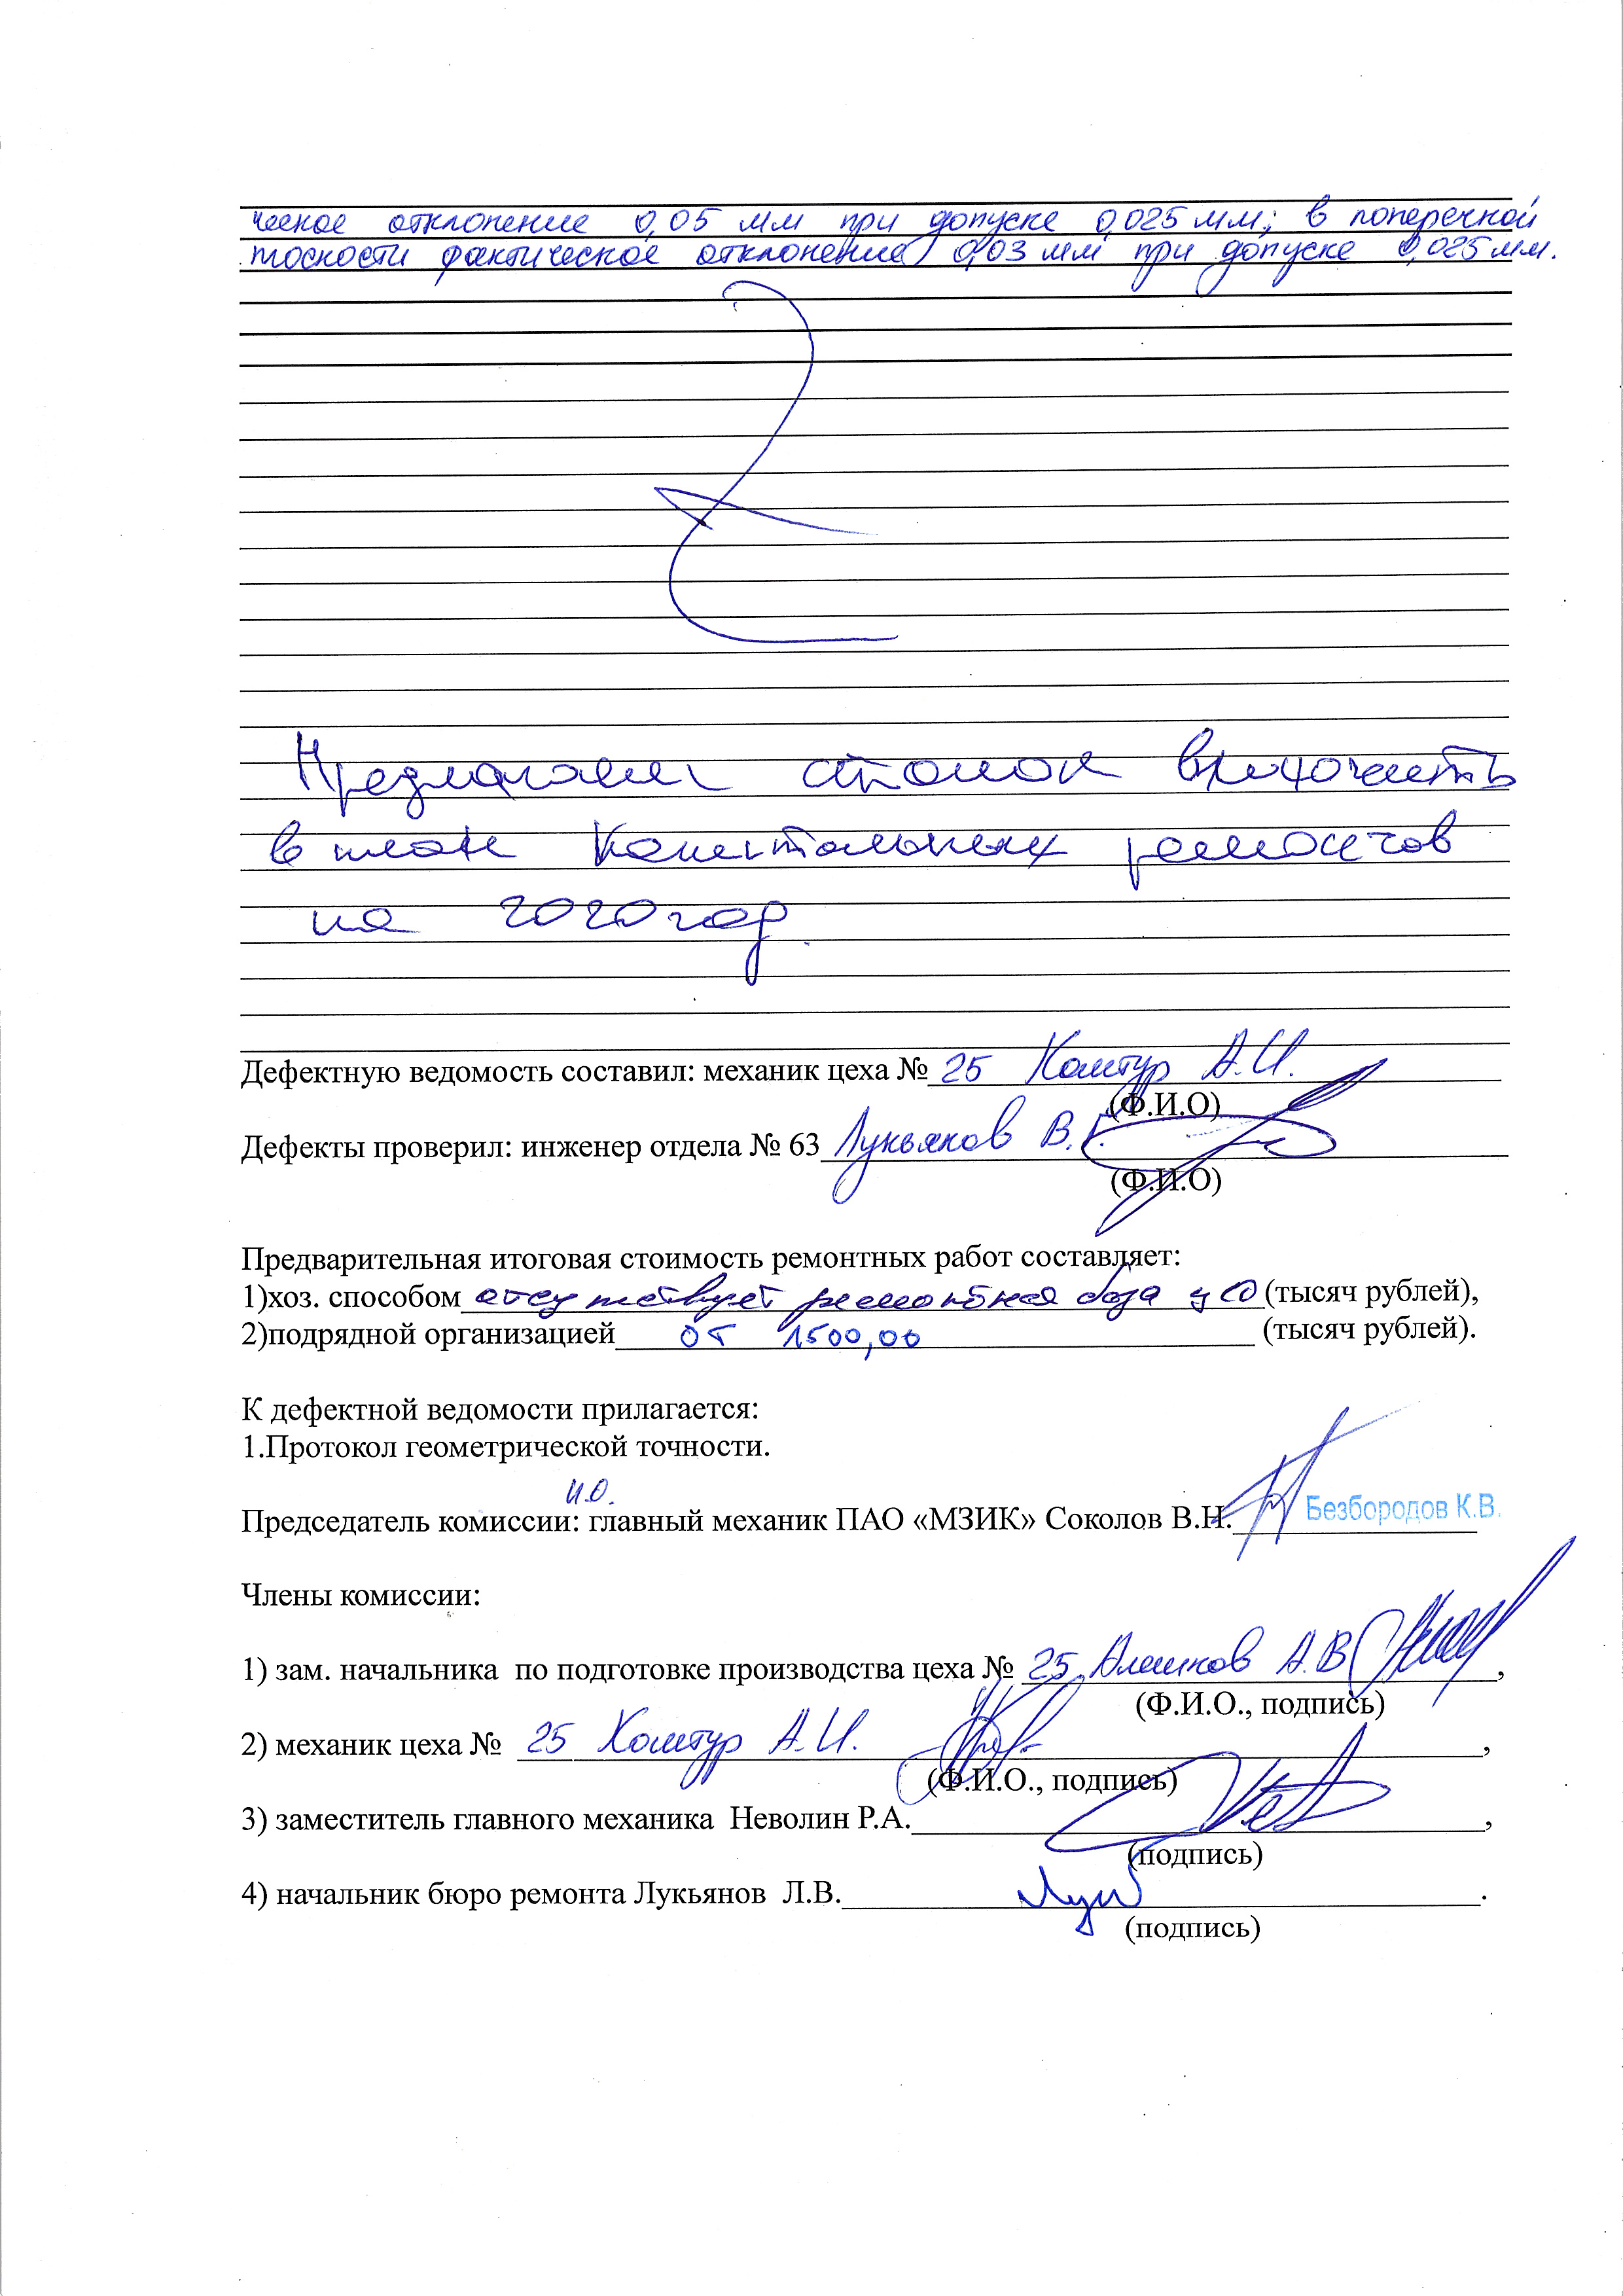 ческое отклонение 0,05 мм при допуске 0,025 мм; в поперечной
плоскости фактическое отклонение 0,03 мм при допуске 0,025 мм.
Предлагаем станок включить
в план капитальных ремонтов
на 2020 год
Дефектную ведомость составил: механик цеха № 25 Комтур А.И.
(Ф.И.О)
Дефекты проверил: инженер отдела № 63 Лукьянов В.Г.
(Ф.И.О)
Предварительная итоговая стоимость ремонтных работ составляет:
1)хоз. способом отсутствует ремонтная база (тысяч рублей),
2)подрядной организацией от 1500,00 (тысяч рублей).
К дефектной ведомости прилагается:
1.Протокол геометрической точности.
И.О.
Председатель комиссии: главный механик ПАО «МЗИК» Соколов В.Н. Безбородов К.В.
Члены комиссии:
1) зам. начальника по подготовке производства цеха № 25 А.В.
(Ф.И.О., подпись)
2) механик цеха № 25 Комтур А.И.
(Ф.И.О., подпись)
3) заместитель главного механика Неволин Р.А.
(подпись)
4) начальник бюро ремонта Лукьянов Л.В.
(подпись)